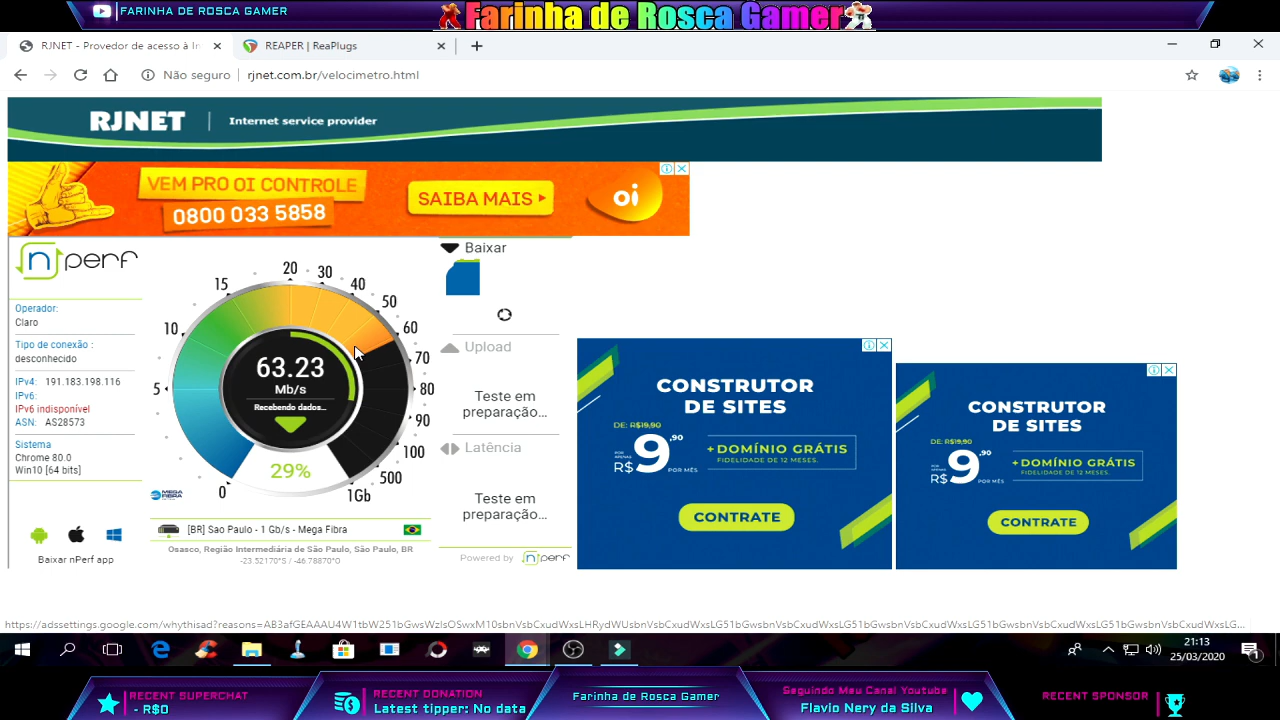 FARINHA DE ROSCA GAMER
Farinha de Rosca Gamer
RJNET - Provedor de acesso à In
REAPER | ReaPlugs
Não seguro
rjnet.com.br/velocimetro.html
RJNET | Internet service provider
VEM PRO OI CONTROLE
0800 033 5858
SAIBA MAIS
oi
nperf
Operador:
Claro
Tipo de conexão :
desconhecido
IPv4: 191.183.198.116
IPv6:
IPv6 indisponível
ASN: AS28573
Sistema
Chrome 80.0
Win10 [64 bits]
Baixar nPerf app
0
5
10
15
20
30
40
50
60
70
80
90
100
500
1Gb
63.23
Mb/s
Recebendo dados...
29%
MEGA
FIBRA
[BR] Sao Paulo - 1 Gb/s - Mega Fibra
Osasco, Região Intermediária de São Paulo, São Paulo, BR
-23.52170°S / -46.78870°O
Baixar
Upload
Teste em
preparação...
Latência
Teste em
preparação...
Powered by nperf
CONSTRUTOR
DE SITES
DE: R$19,90
POR APENAS R$ 9,90 POR MÊS
+DOMÍNIO GRÁTIS
FIDELIDADE DE 12 MESES.
CONTRATE
CONSTRUTOR
DE SITES
DE: R$19,90
POR APENAS R$ 9,90 POR MÊS
+DOMÍNIO GRÁTIS
FIDELIDADE DE 12 MESES.
CONTRATE
21:13
25/03/2020
1
RECENT SUPERCHAT
- R$0
RECENT DONATION
Latest tipper: No data
Farinha de Rosca Gamer
Seguindo Meu Canal Youtube
Flavio Nery da Silva
RECENT SPONSOR